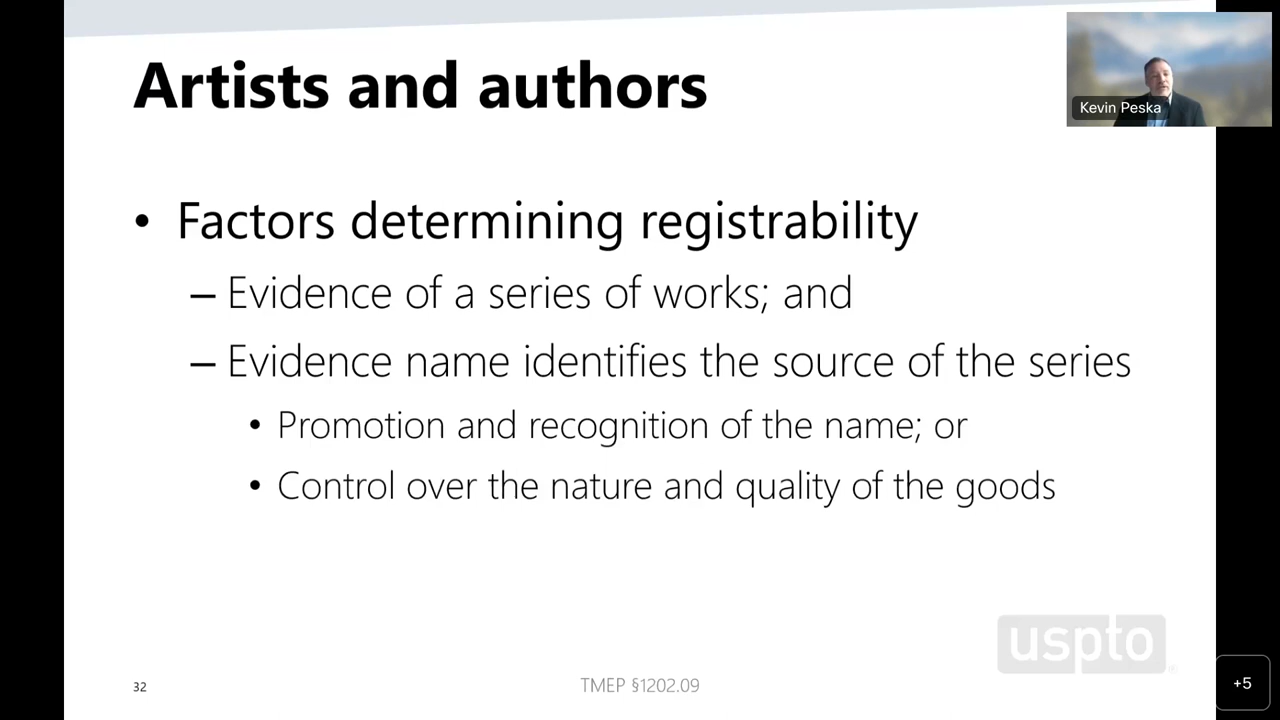 Artists and authors
Kevin Peska
• Factors determining registrability
– Evidence of a series of works; and
– Evidence name identifies the source of the series
• Promotion and recognition of the name; or
• Control over the nature and quality of the goods
uspto®
32
TMEP §1202.09
+5